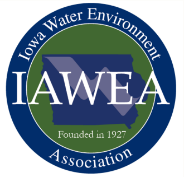 Iowa Water Environment
IAWEA
Founded in 1927
Association